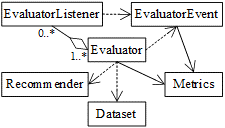 EvaluatorListener
EvaluatorEvent
0..*
1..*
Evaluator
Recommender
Metrics
Dataset